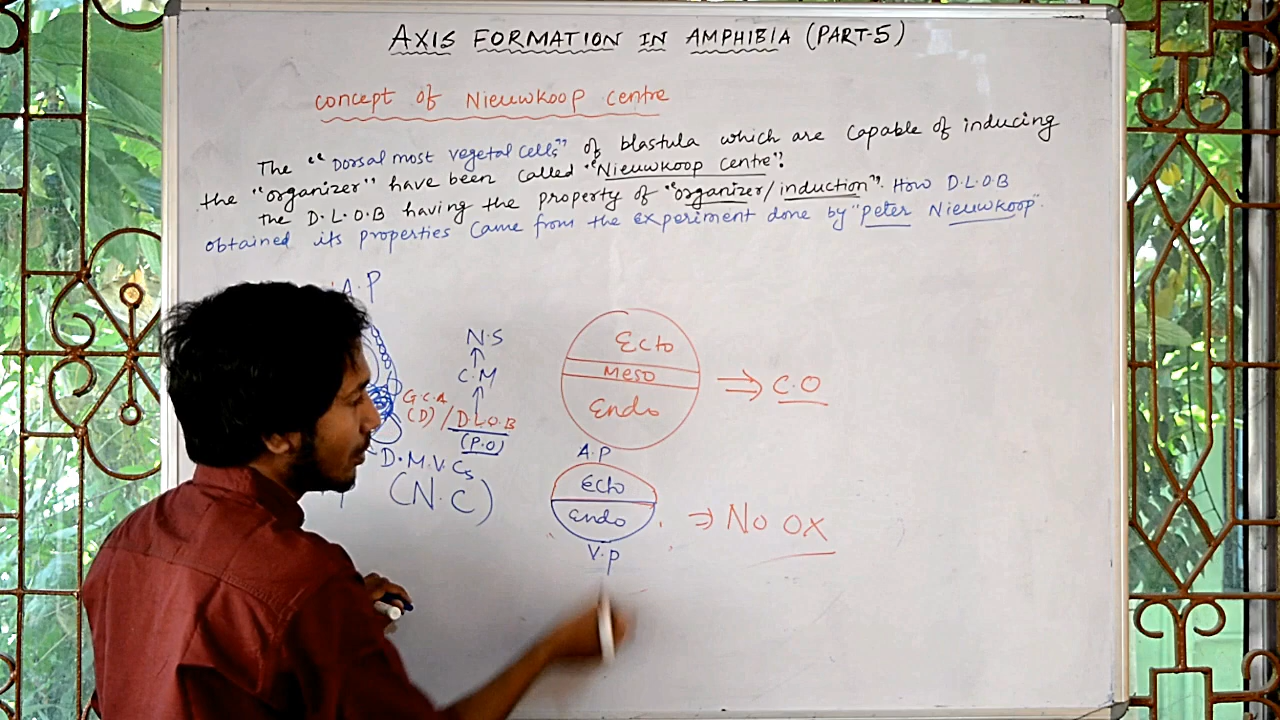 AXIS FORMATION IN AMPHIBIA (PART-5)
concept of Nieuwkoop centre
The "Dorsal most vegetal cells" of blastula which are capable of inducing
the "organizer" have been called "Nieuwkoop centre".
The D.L.O.B having the property of "organizer/induction". How D.L.O.B
obtained its properties came from the experiment done by "Peter Nieuwkoop".
A.P
N.S
C.M
G.C.A
(D) / D.L.O.B
(P.O)
D.M.V.Cs
(N.C)
Ecto
Meso
Endo
⇒ C.O
A.P
Ecto
Endo
V.P
⇒ No OX